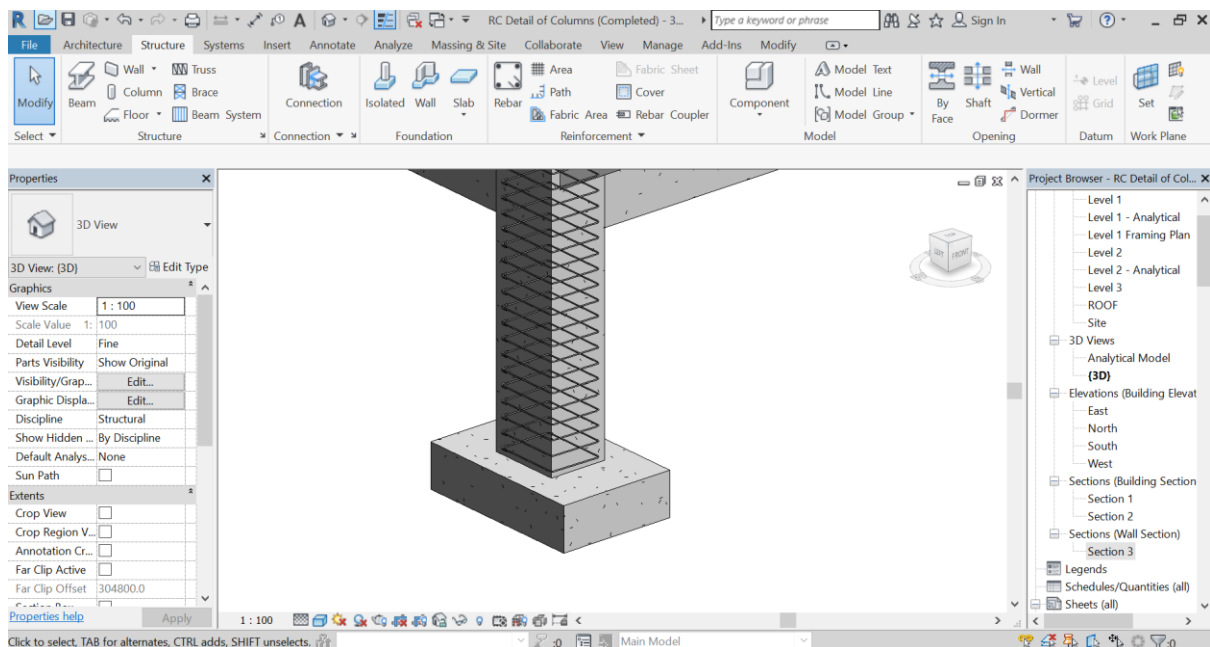 R RC Detail of Columns (Completed) - 3... Type a keyword or phrase Sign In
File Architecture Structure Systems Insert Annotate Analyze Massing & Site Collaborate View Manage Add-Ins Modify
Wall Truss Area Fabric Sheet Model Text Wall Level
Column Brace Path Cover Model Line Vertical Grid
Modify Beam Connection Isolated Wall Slab Rebar Component By Face Shaft Set
Floor Beam System Fabric Area Rebar Coupler Model Group Dormer
Select Structure Connection Foundation Reinforcement Model Opening Datum Work Plane
Properties
3D View
3D View: {3D} Edit Type
Graphics
View Scale 1 : 100
Scale Value 1: 100
Detail Level Fine
Parts Visibility Show Original
Visibility/Grap... Edit...
Graphic Displa... Edit...
Discipline Structural
Show Hidden ... By Discipline
Default Analys... None
Sun Path
Extents
Crop View
Crop Region V...
Annotation Cr...
Far Clip Active
Far Clip Offset 304800.0
Properties help Apply
LEFT FRONT
1 : 100
Project Browser - RC Detail of Col...
Level 1
Level 1 - Analytical
Level 1 Framing Plan
Level 2
Level 2 - Analytical
Level 3
ROOF
Site
3D Views
Analytical Model
{3D}
Elevations (Building Elevat
East
North
South
West
Sections (Building Section
Section 1
Section 2
Sections (Wall Section)
Section 3
Legends
Schedules/Quantities (all)
Sheets (all)
Click to select, TAB for alternates, CTRL adds, SHIFT unselects. :0 Main Model :0